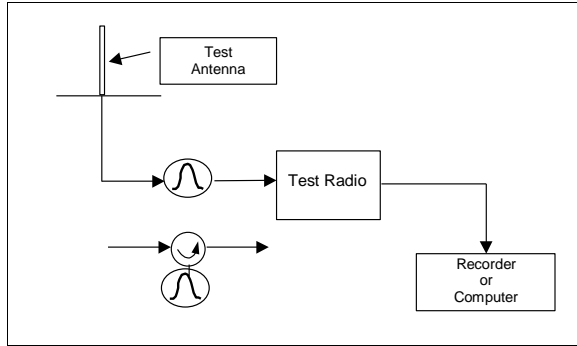 Test
Antenna
Test Radio
Recorder
or
Computer